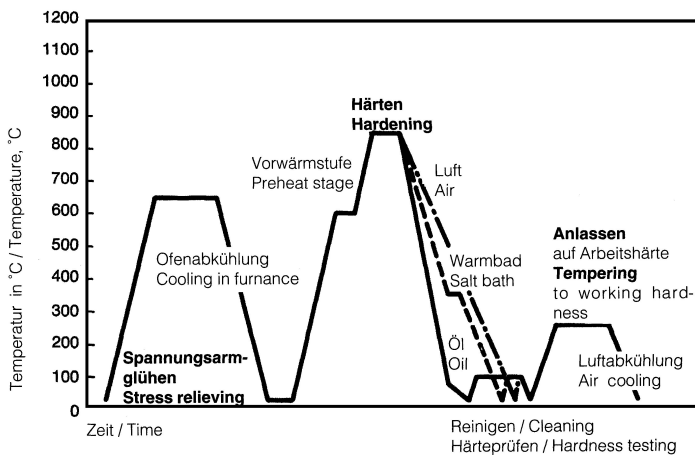 Temperatur in °C / Temperature, °C
1200
1100
1000
900
800
700
600
500
400
300
200
100
0
Härten
Hardening
Vorwärmstufe
Preheat stage
Luft
Air
Ofenabkühlung
Cooling in furnance
Warmbad
Salt bath
Anlassen
auf Arbeitshärte
Tempering
to working hard-
ness
Öl
Oil
Spannungsarm-
glühen
Stress relieving
Luftabkühlung
Air cooling
Zeit / Time
Reinigen / Cleaning
Härteprüfen / Hardness testing